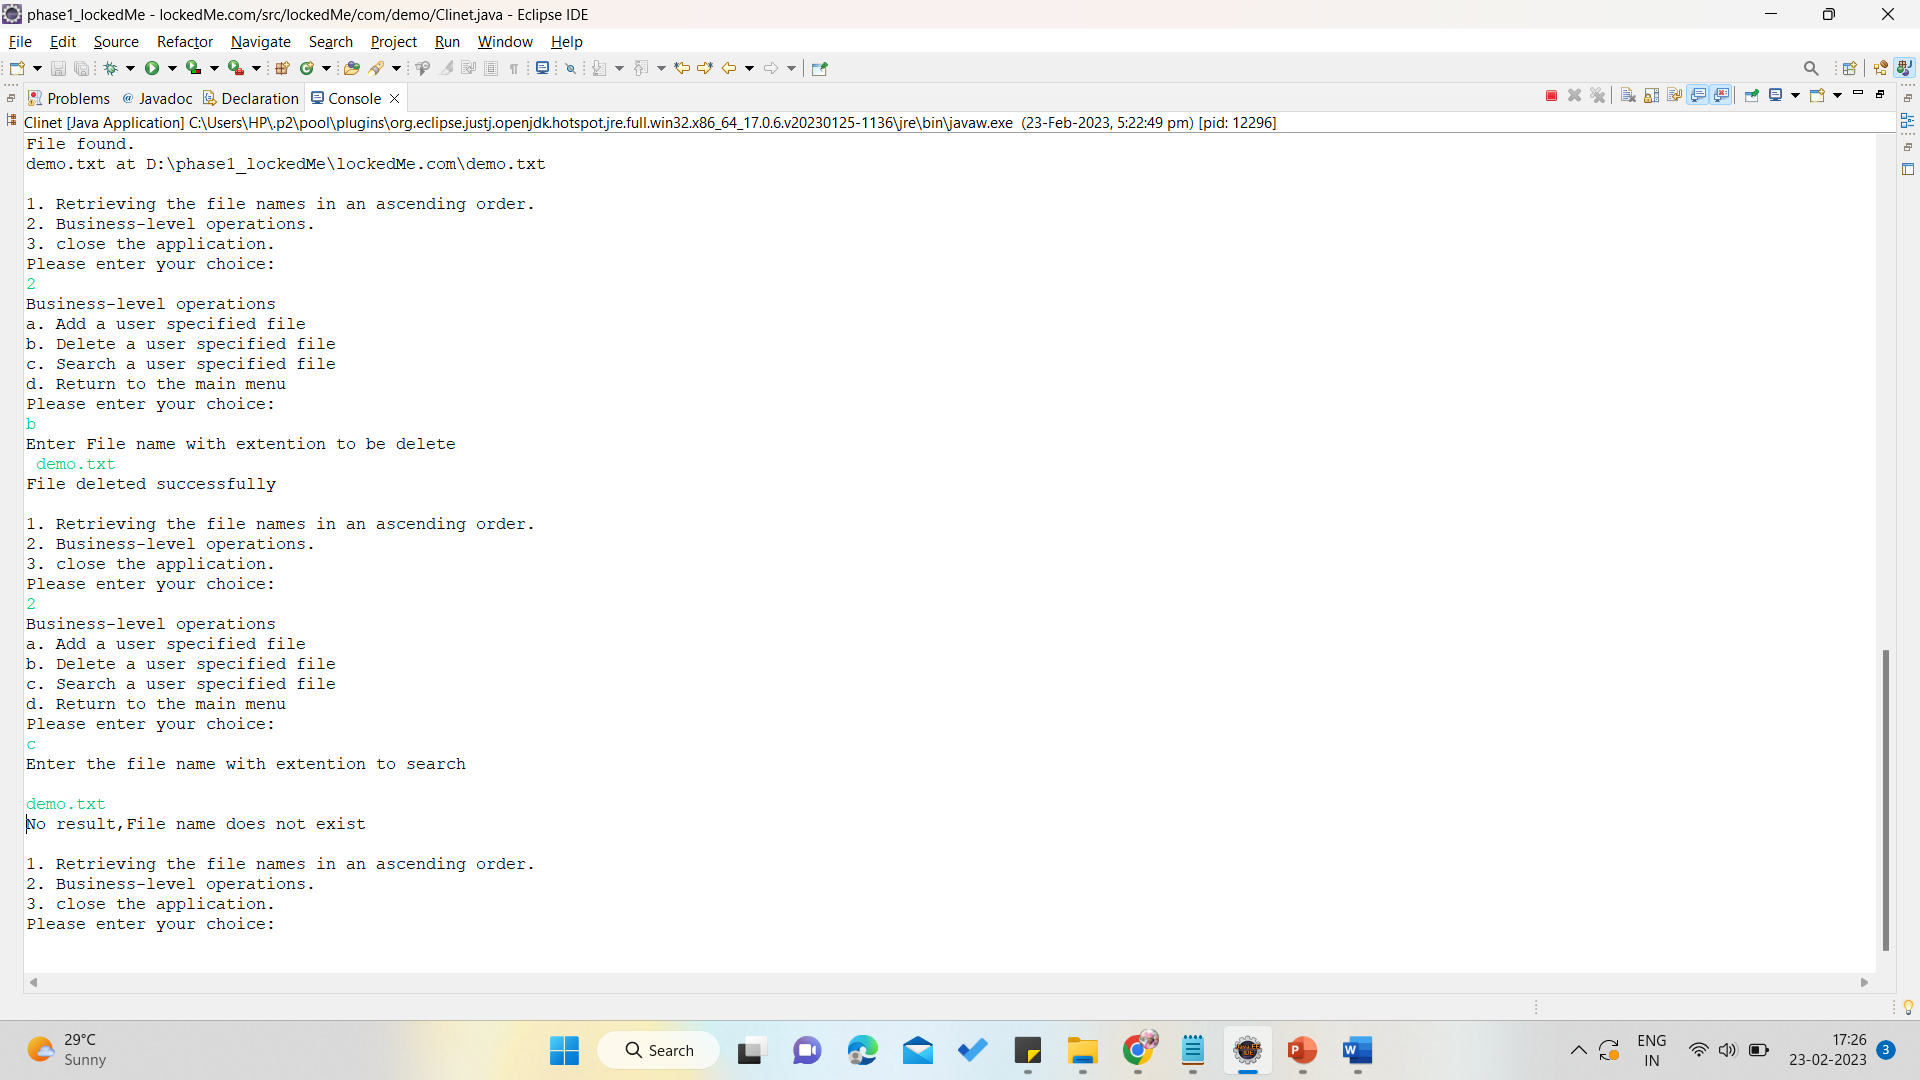 phase1_lockedMe - lockedMe.com/src/lockedMe/com/demo/Clinet.java - Eclipse IDE
File Edit Source Refactor Navigate Search Project Run Window Help
Problems @ Javadoc Declaration Console
Clinet [Java Application] C:\Users\HP\.p2\pool\plugins\org.eclipse.justj.openjdk.hotspot.jre.full.win32.x86_64_17.0.6.v20230125-1136\jre\bin\javaw.exe (23-Feb-2023, 5:22:49 pm) [pid: 12296]
File found.
demo.txt at D:\phase1_lockedMe\lockedMe.com\demo.txt
1. Retrieving the file names in an ascending order.
2. Business-level operations.
3. close the application.
Please enter your choice:
2
Business-level operations
a. Add a user specified file
b. Delete a user specified file
c. Search a user specified file
d. Return to the main menu
Please enter your choice:
b
Enter File name with extention to be delete
demo.txt
File deleted successfully
1. Retrieving the file names in an ascending order.
2. Business-level operations.
3. close the application.
Please enter your choice:
2
Business-level operations
a. Add a user specified file
b. Delete a user specified file
c. Search a user specified file
d. Return to the main menu
Please enter your choice:
c
Enter the file name with extention to search
demo.txt
No result,File name does not exist
1. Retrieving the file names in an ascending order.
2. Business-level operations.
3. close the application.
Please enter your choice:
29°C
Sunny
Search
ENG
IN
17:26
23-02-2023
3